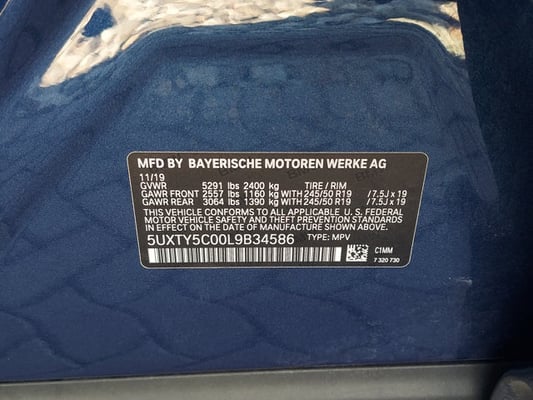 MFD BY BAYERISCHE MOTOREN WERKE AG
11/19
GVWR 5291 lbs 2400 kg TIRE / RIM
GAWR FRONT 2557 lbs 1160 kg WITH 245/50 R19 / 7.5J x 19
GAWR REAR 3064 lbs 1390 kg WITH 245/50 R19 / 7.5J x 19
THIS VEHICLE CONFORMS TO ALL APPLICABLE U. S. FEDERAL
MOTOR VEHICLE SAFETY AND THEFT PREVENTION STANDARDS
IN EFFECT ON THE DATE OF MANUFACTURE SHOWN ABOVE.
5UXTY5C00L9B34586 TYPE: MPV
C1MM
7 320 730